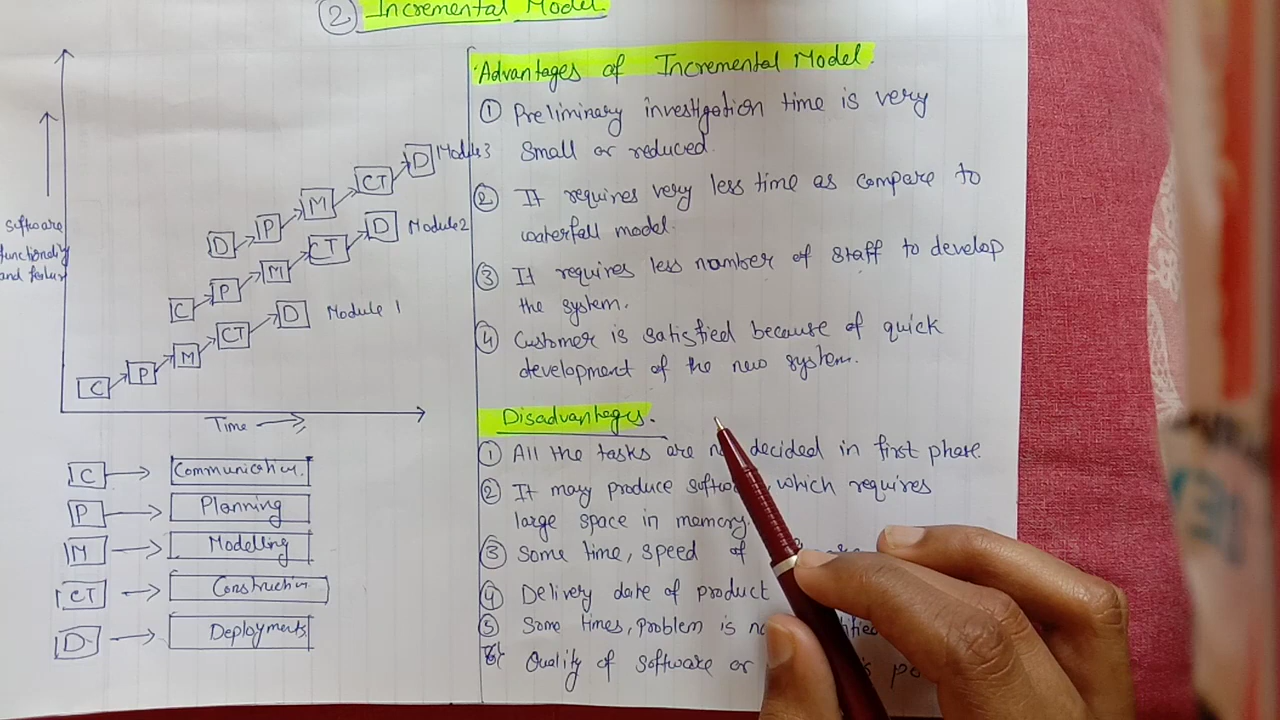 ② Incremental Model.
software
functionality
and featur
C P M CT D Module 1
C P M CT D Module2
D P M CT D Module3
Time
C Communication.
P Planning
M Modelling
CT Construction
D Deployments
Advantages of Incremental Model.
① Preliminary investigation time is very
small or reduced.
② It requires very less time as compare to
waterfall model.
③ It requires less number of staff to develop
the system.
④ Customer is satisfied because of quick
development of the new system.
Disadvantages.
① All the tasks are decided in first phase
② It may produce which requires
large space in memory.
③ Some time, speed of
④ Delivery date of product
⑤ Some times, problem is
⑥ Quality of software or